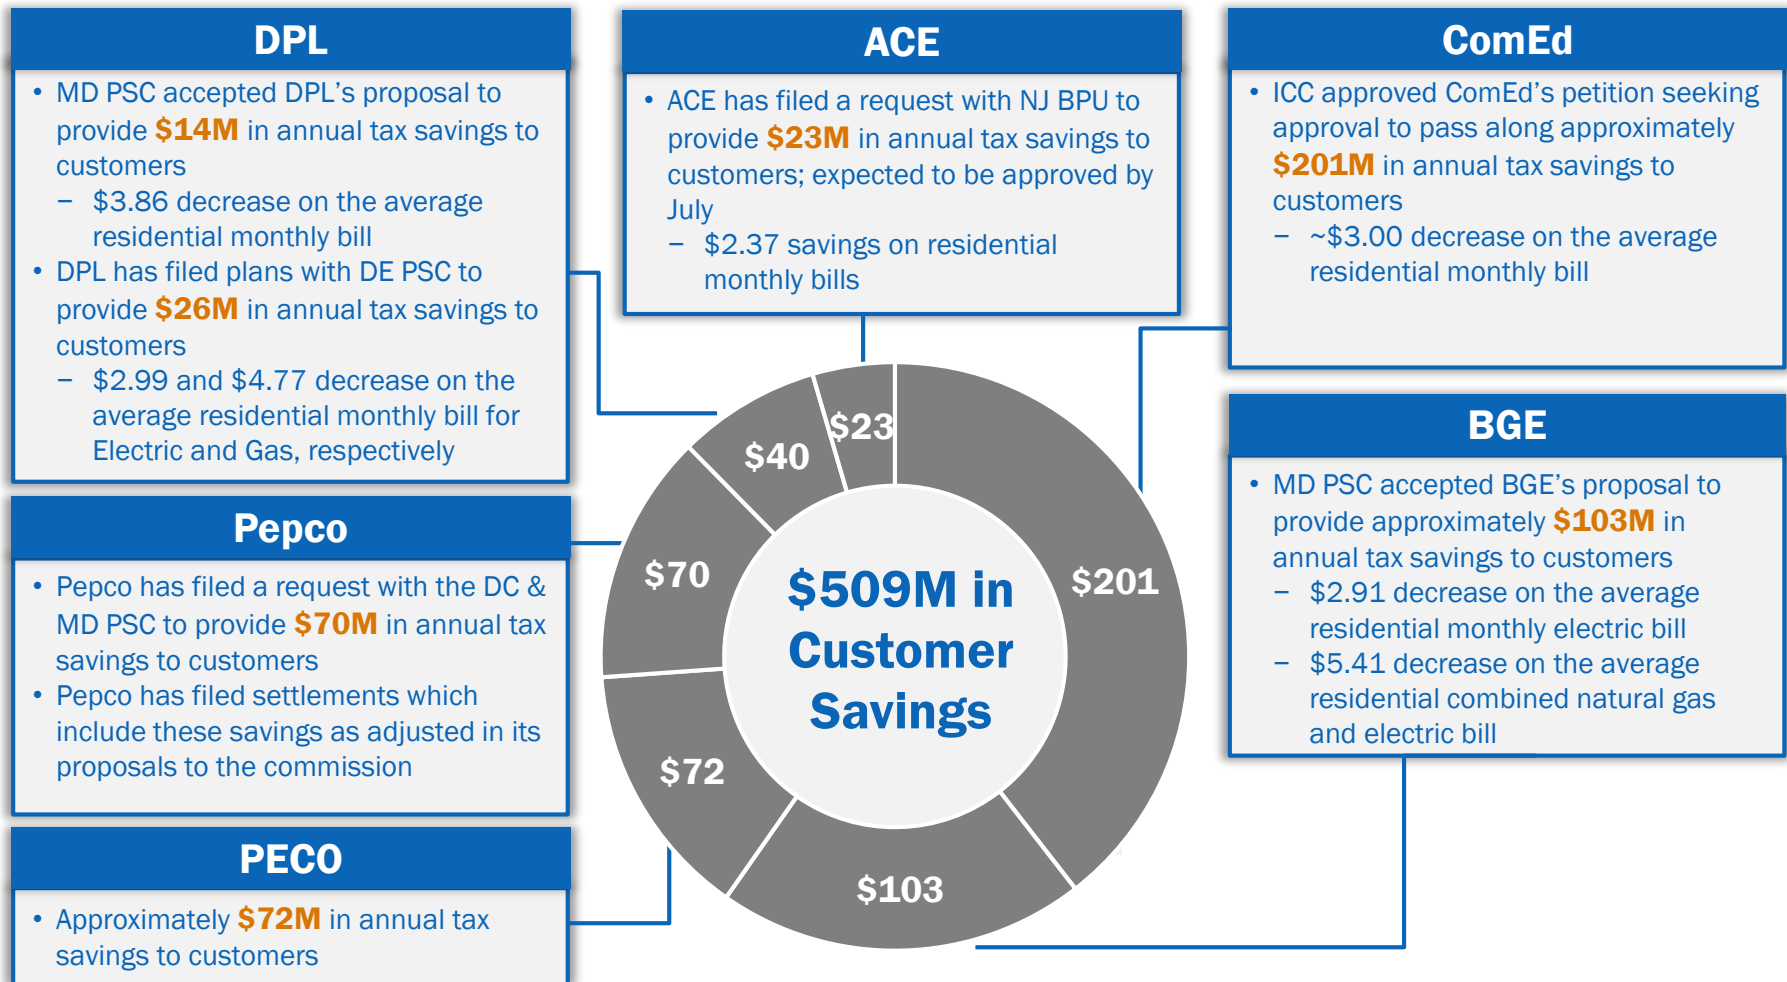 DPL
• MD PSC accepted DPL's proposal to
provide $14M in annual tax savings to
customers
− $3.86 decrease on the average
residential monthly bill
• DPL has filed plans with DE PSC to
provide $26M in annual tax savings to
customers
− $2.99 and $4.77 decrease on the
average residential monthly bill for
Electric and Gas, respectively
ACE
• ACE has filed a request with NJ BPU to
provide $23M in annual tax savings to
customers; expected to be approved by
July
− $2.37 savings on residential
monthly bills
ComEd
• ICC approved ComEd's petition seeking
approval to pass along approximately
$201M in annual tax savings to
customers
− ~$3.00 decrease on the average
residential monthly bill
Pepco
• Pepco has filed a request with the DC &
MD PSC to provide $70M in annual tax
savings to customers
• Pepco has filed settlements which
include these savings as adjusted in its
proposals to the commission
PECO
• Approximately $72M in annual tax
savings to customers
BGE
• MD PSC accepted BGE's proposal to
provide approximately $103M in
annual tax savings to customers
− $2.91 decrease on the average
residential monthly electric bill
− $5.41 decrease on the average
residential combined natural gas
and electric bill
$23
$40
$70
$201
$72
$103
$509M in
Customer
Savings